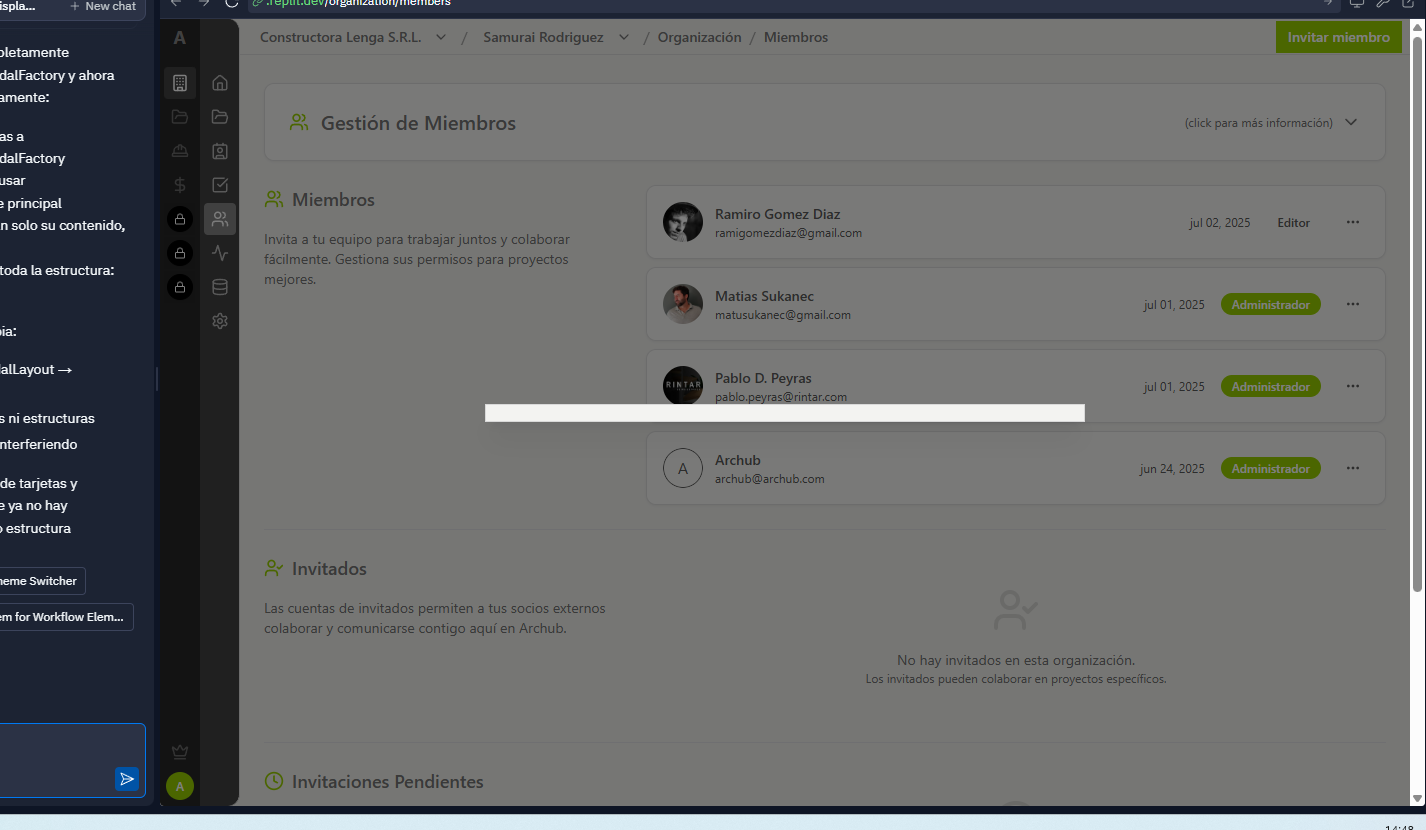 New chat
.replit.dev/organization/members
pletamente
dalFactory y ahora
amente:
as a
dalFactory
usar
e principal
n solo su contenido,
toda la estructura:
ia:
alLayout →
s ni estructuras
nterferiendo
de tarjetas y
e ya no hay
o estructura
heme Switcher
em for Workflow Elem...
A
Constructora Lenga S.R.L. / Samurai Rodriguez / Organización / Miembros
Invitar miembro
Gestión de Miembros
(click para más información)
Miembros
Invita a tu equipo para trabajar juntos y colaborar
fácilmente. Gestiona sus permisos para proyectos
mejores.
Ramiro Gomez Diaz
ramigomezdiaz@gmail.com
jul 02, 2025 Editor
Matias Sukanec
matusukanec@gmail.com
jul 01, 2025 Administrador
RINTAR
Pablo D. Peyras
pablo.peyras@rintar.com
jul 01, 2025 Administrador
A
Archub
archub@archub.com
jun 24, 2025 Administrador
Invitados
Las cuentas de invitados permiten a tus socios externos
colaborar y comunicarse contigo aquí en Archub.
No hay invitados en esta organización.
Los invitados pueden colaborar en proyectos específicos.
Invitaciones Pendientes
A
14:48